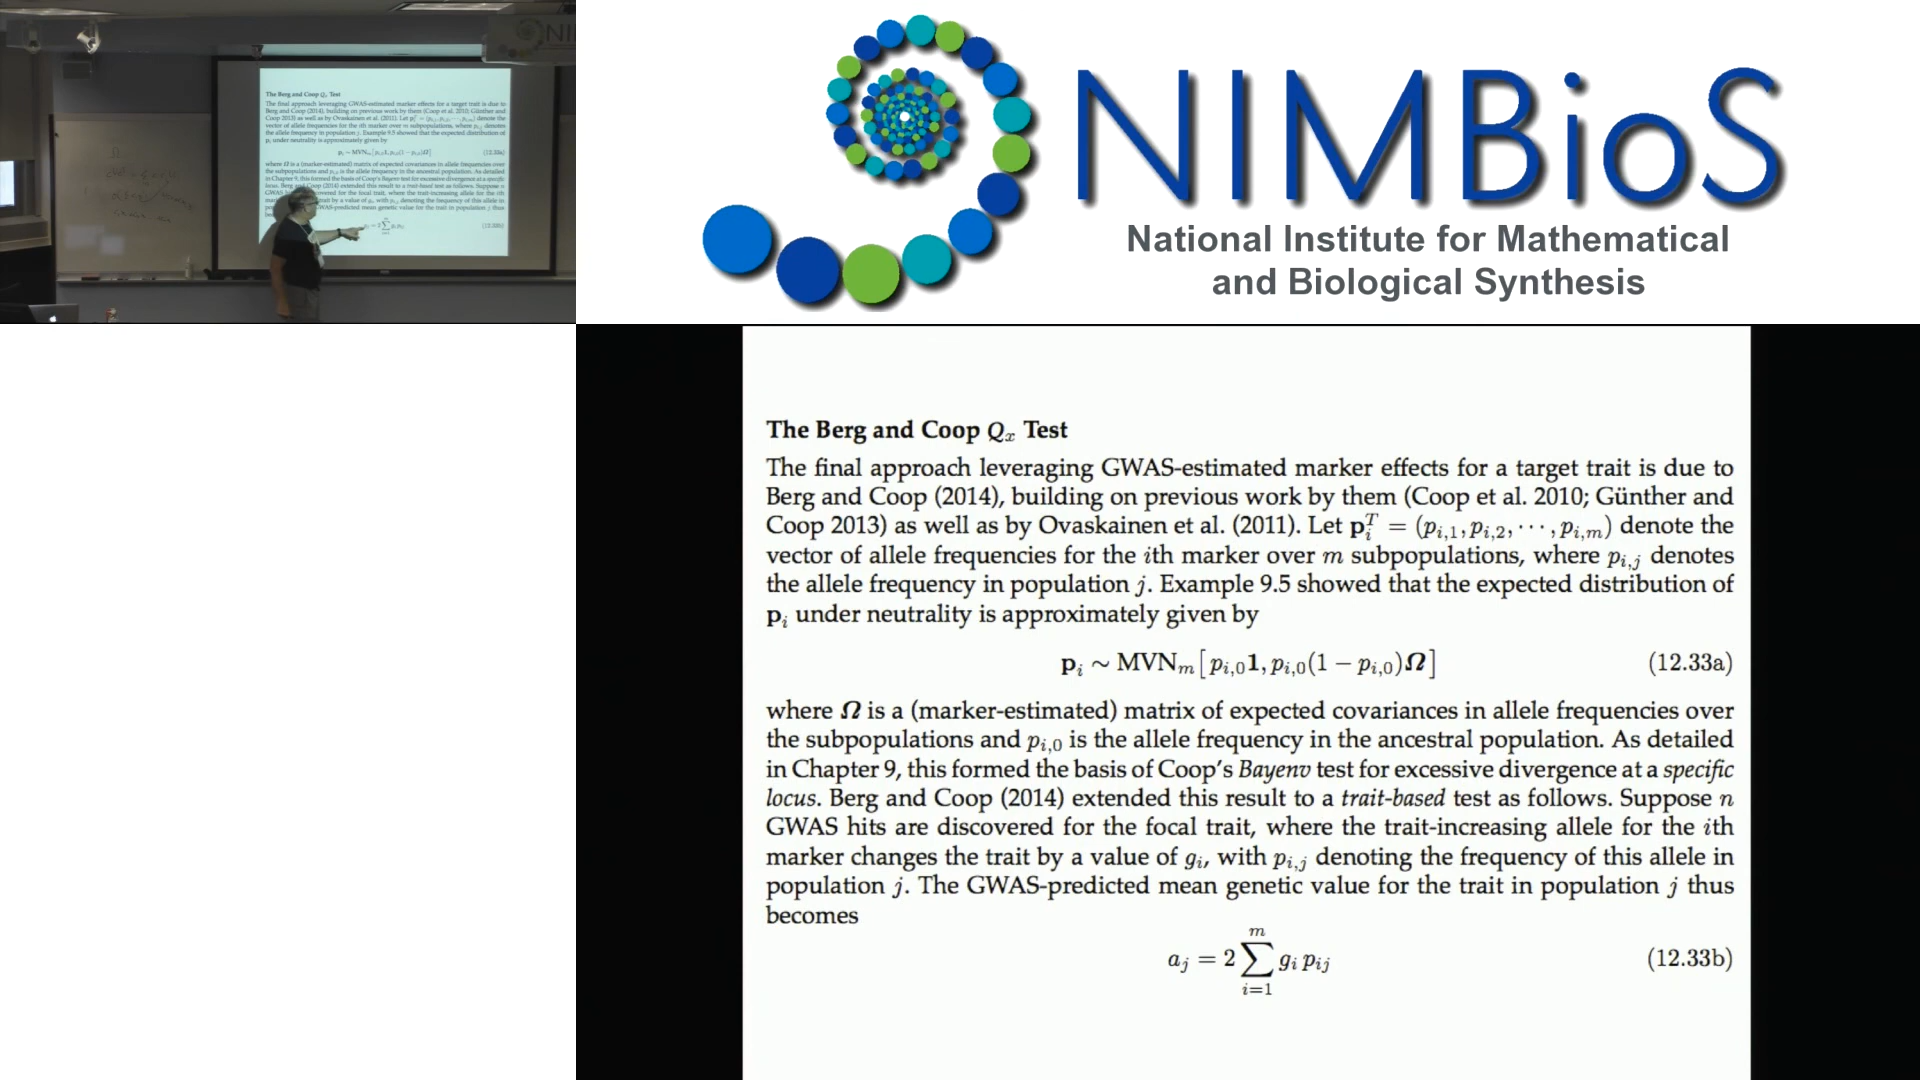 NIMBioS
National Institute for Mathematical
and Biological Synthesis
The Berg and Coop Qₓ Test
The final approach leveraging GWAS-estimated marker effects for a target trait is due to
Berg and Coop (2014), building on previous work by them (Coop et al. 2010; Günther and
Coop 2013) as well as by Ovaskainen et al. (2011). Let p_i^T = (p_{i,1}, p_{i,2}, ⋯ , p_{i,m}) denote the
vector of allele frequencies for the ith marker over m subpopulations, where p_{i,j} denotes
the allele frequency in population j. Example 9.5 showed that the expected distribution of
p_i under neutrality is approximately given by
p_i ∼ MVN_m [ p_{i,0}1, p_{i,0}(1 − p_{i,0})Ω ] (12.33a)
where Ω is a (marker-estimated) matrix of expected covariances in allele frequencies over
the subpopulations and p_{i,0} is the allele frequency in the ancestral population. As detailed
in Chapter 9, this formed the basis of Coop's Bayenv test for excessive divergence at a specific
locus. Berg and Coop (2014) extended this result to a trait-based test as follows. Suppose n
GWAS hits are discovered for the focal trait, where the trait-increasing allele for the ith
marker changes the trait by a value of g_i, with p_{i,j} denoting the frequency of this allele in
population j. The GWAS-predicted mean genetic value for the trait in population j thus
becomes
a_j = 2 ∑_{i=1}^{m} g_i p_{ij} (12.33b)